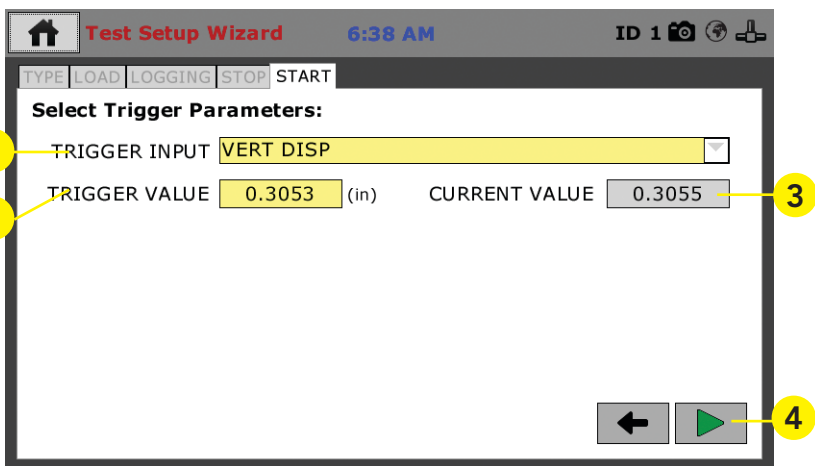 Test Setup Wizard 6:38 AM ID 1
TYPE LOAD LOGGING STOP START
Select Trigger Parameters:
TRIGGER INPUT VERT DISP
TRIGGER VALUE 0.3053 (in) CURRENT VALUE 0.3055 3
4